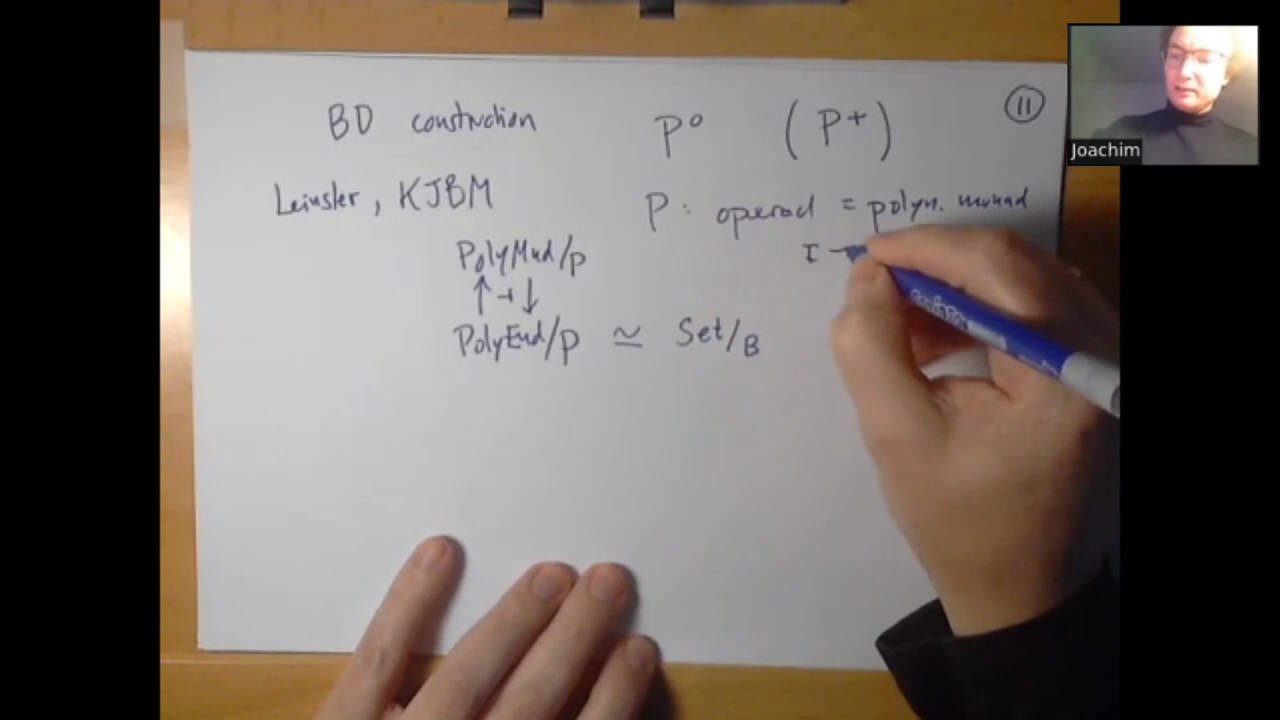 BD construction P° (P⁺) 11
Leinster, KJBM P: operad = polyn. monad
I
PolyMnd/P
↑ ⊣ ↓
PolyEnd/P ≃ Set/B
Joachim